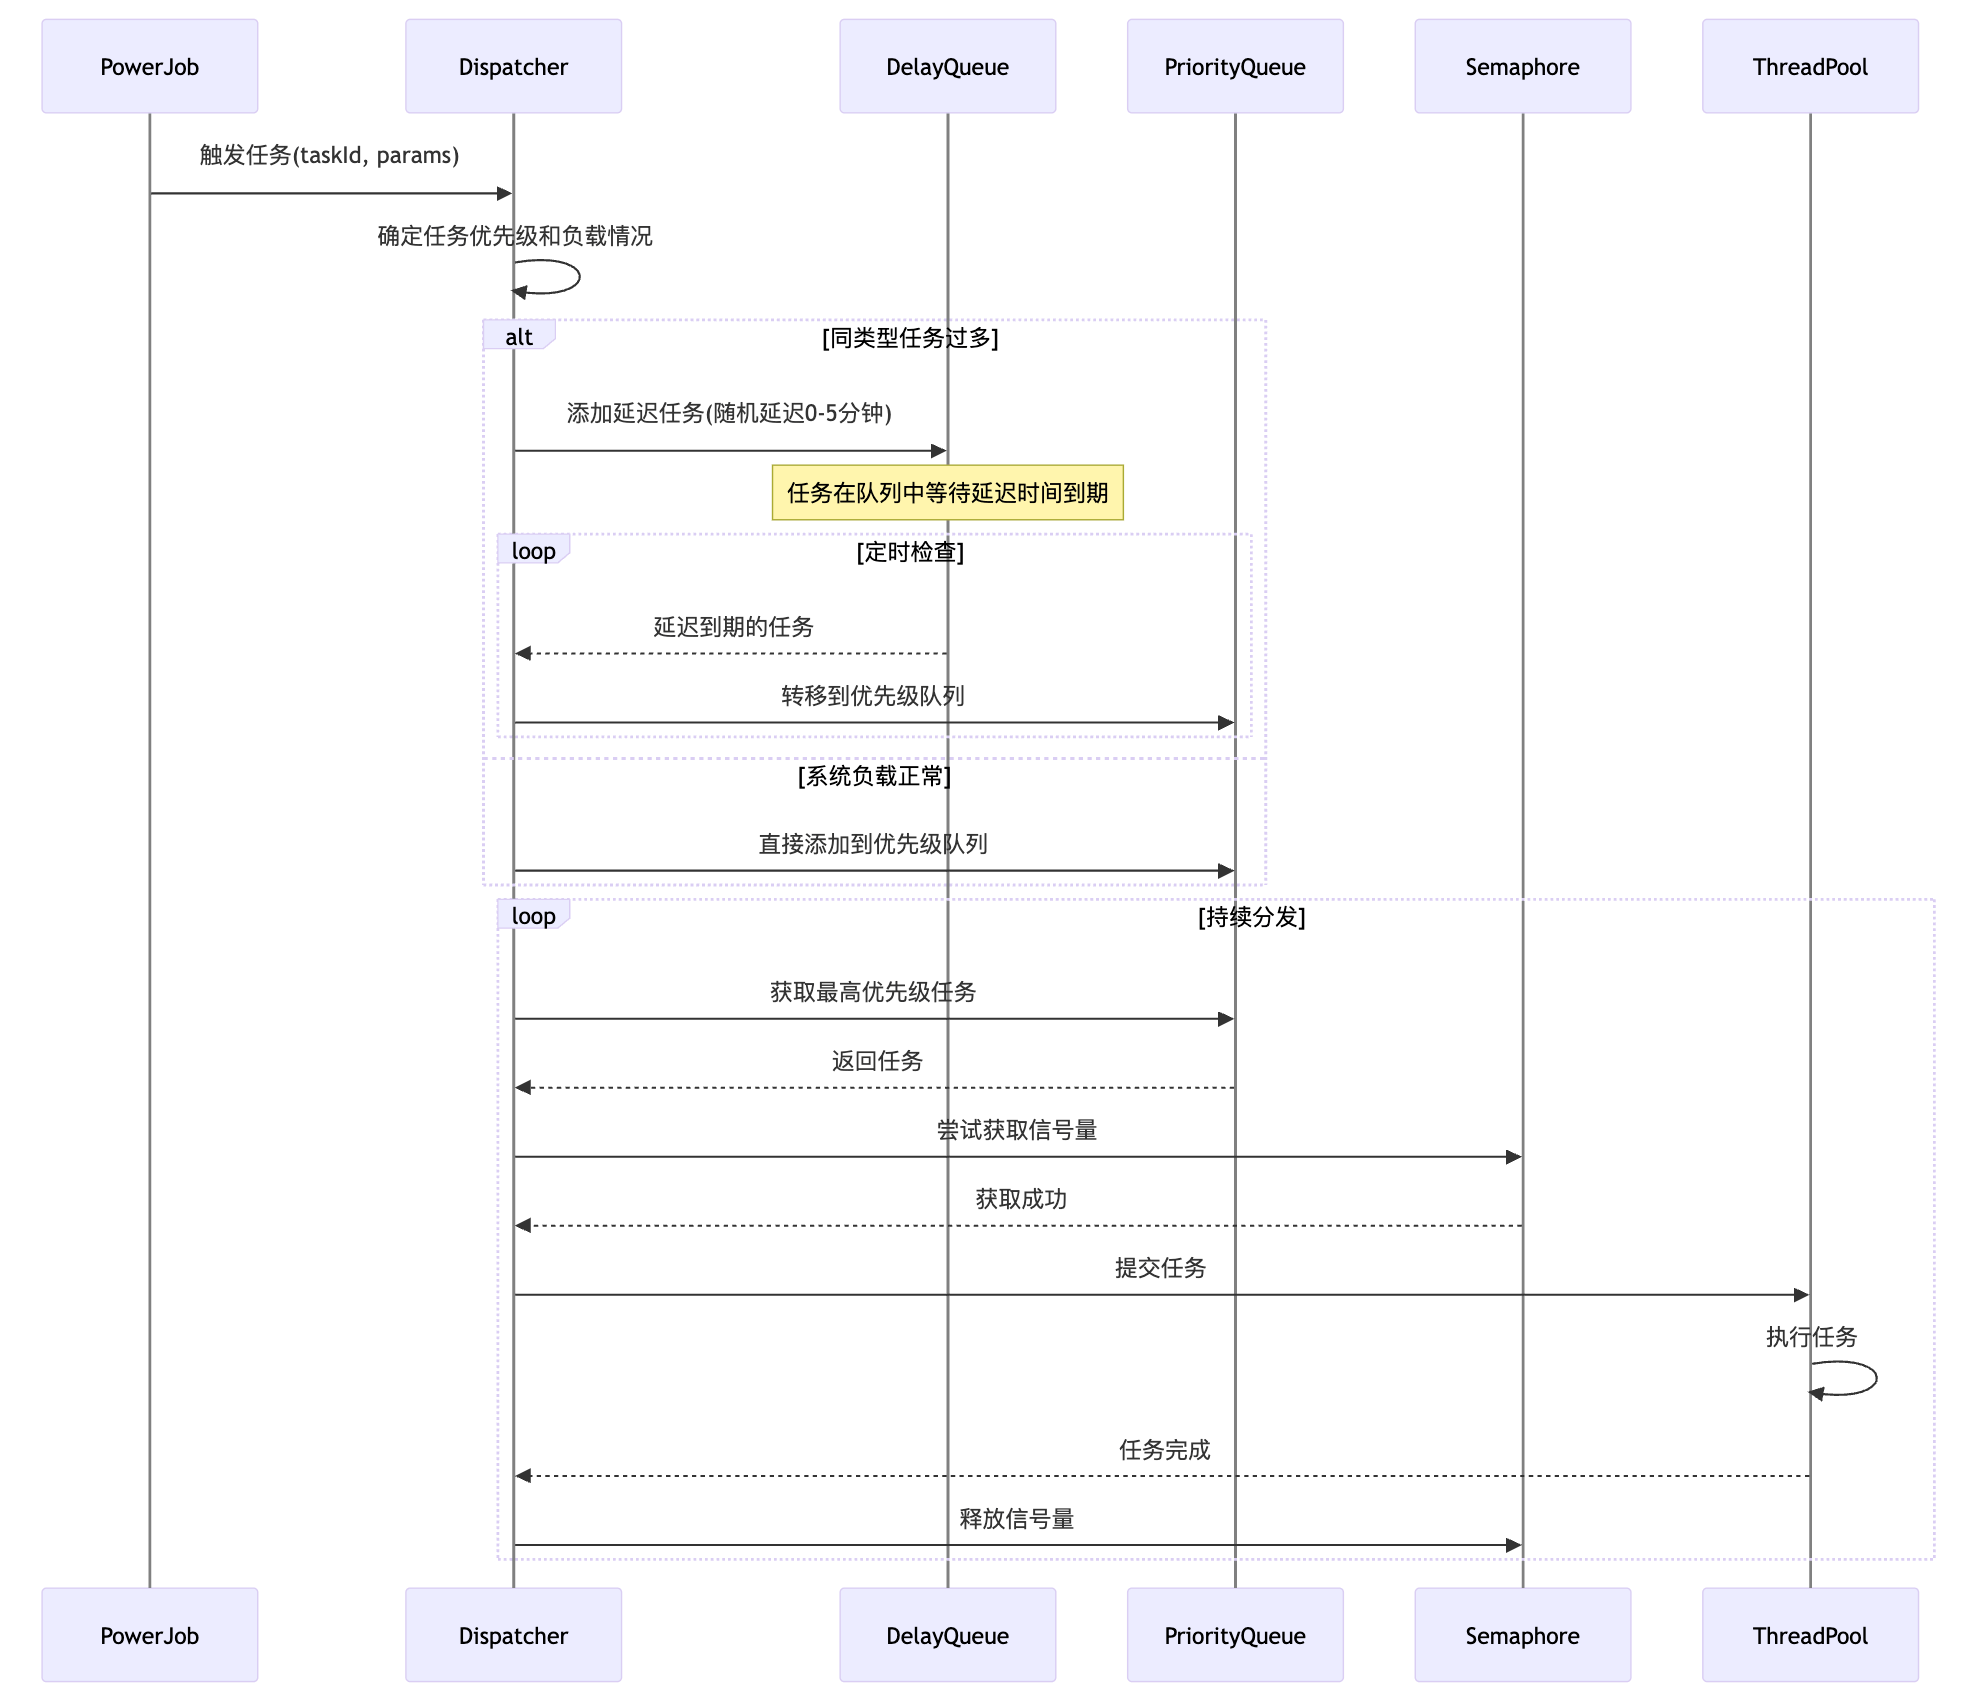 PowerJob
Dispatcher
DelayQueue
PriorityQueue
Semaphore
ThreadPool
触发任务(taskId, params)
确定任务优先级和负载情况
alt
[同类型任务过多]
添加延迟任务(随机延迟0-5分钟)
任务在队列中等待延迟时间到期
loop
[定时检查]
延迟到期的任务
转移到优先级队列
[系统负载正常]
直接添加到优先级队列
loop
[持续分发]
获取最高优先级任务
返回任务
尝试获取信号量
获取成功
提交任务
执行任务
任务完成
释放信号量
PowerJob
Dispatcher
DelayQueue
PriorityQueue
Semaphore
ThreadPool